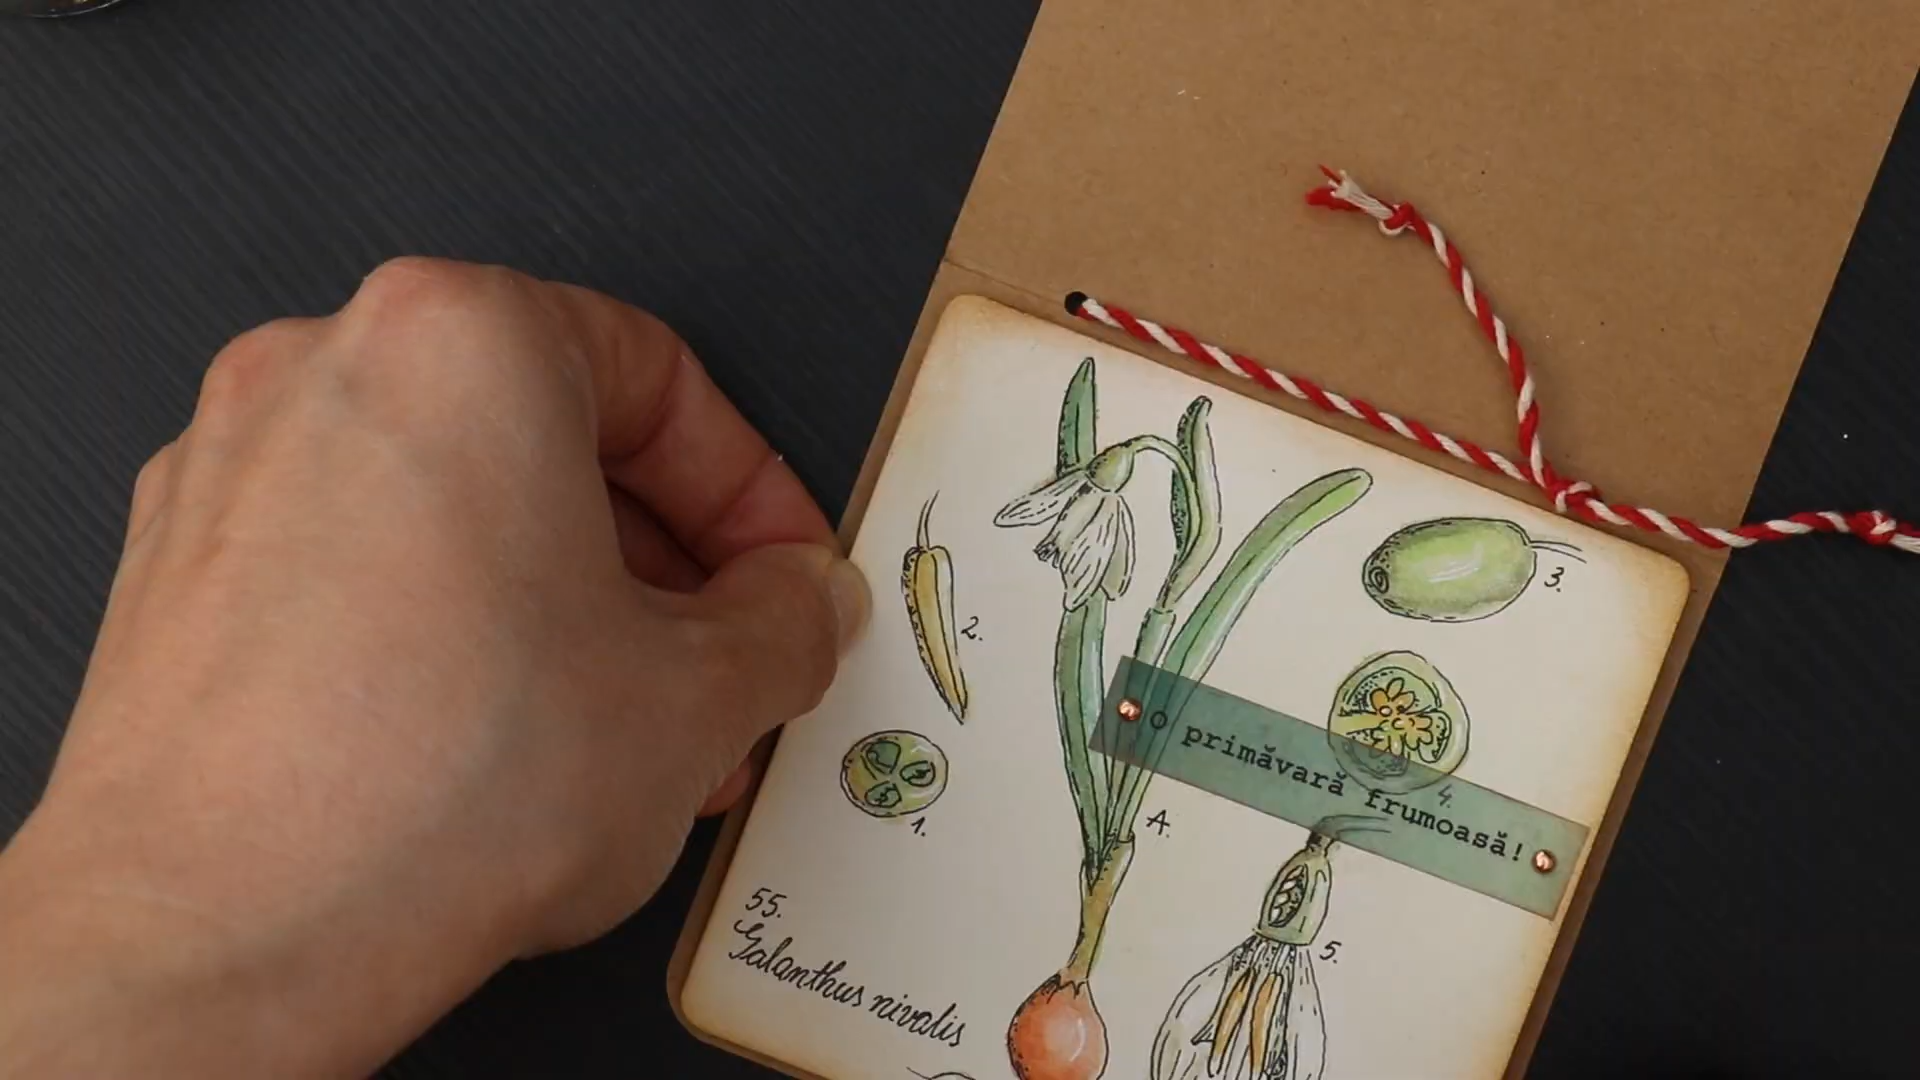 3.
2.
O primăvară frumoasă!
4.
1.
A.
55.
5.
Galanthus nivalis